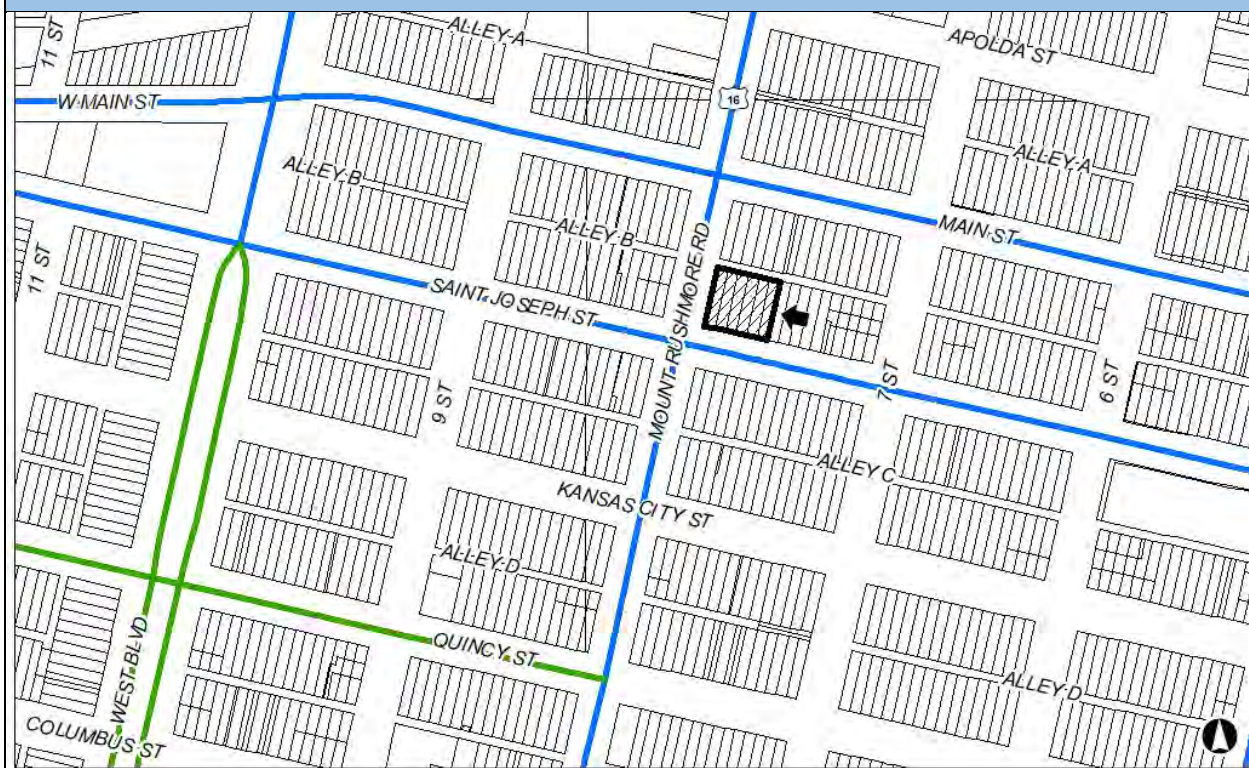 11 ST
ALLEY A
APOLDA ST
W MAIN ST
16
ALLEY B
ALLEY A
ALLEY B
MAIN ST
11 ST
SAINT JOSEPH ST
MOUNT RUSHMORE RD
9 ST
7 ST
6 ST
ALLEY C
KANSAS CITY ST
ALLEY D
QUINCY ST
WEST BLVD
ALLEY D
COLUMBUS ST